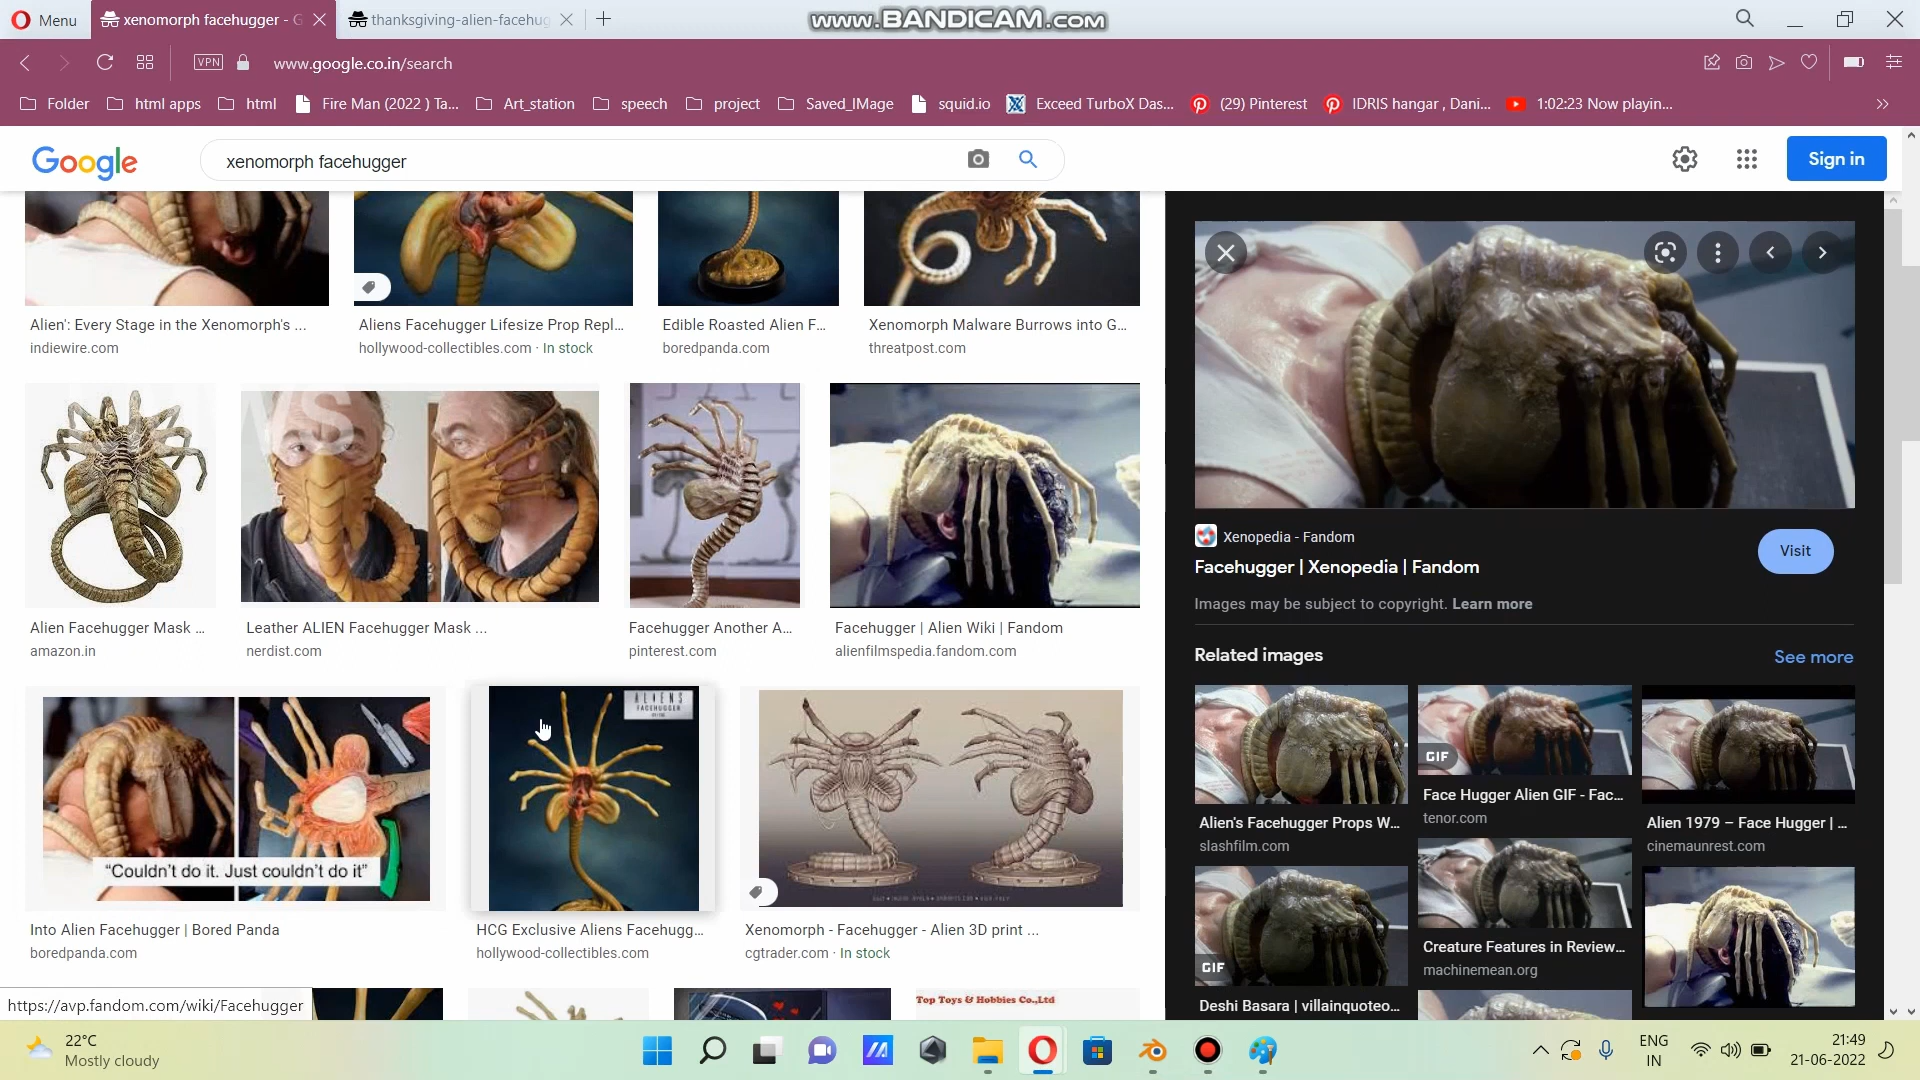 Menu
xenomorph facehugger - G
thanksgiving-alien-facehug
www.BANDICAM.com
VPN
www.google.co.in/search
Folder
html apps
html
Fire Man (2022 ) Ta...
Art_station
speech
project
Saved_IMage
squid.io
Exceed TurboX Das...
(29) Pinterest
IDRIS hangar , Dani...
1:02:23 Now playin...
Google
xenomorph facehugger
Sign in
Alien': Every Stage in the Xenomorph's ...
indiewire.com
Aliens Facehugger Lifesize Prop Repl...
hollywood-collectibles.com · In stock
Edible Roasted Alien F...
boredpanda.com
Xenomorph Malware Burrows into G...
threatpost.com
Alien Facehugger Mask ...
amazon.in
Leather ALIEN Facehugger Mask ...
nerdist.com
Facehugger Another A...
pinterest.com
Facehugger | Alien Wiki | Fandom
alienfilmspedia.fandom.com
"Couldn't do it. Just couldn't do it"
Into Alien Facehugger | Bored Panda
boredpanda.com
ALIENS
FACEHUGGER
HCG Exclusive Aliens Facehugg...
hollywood-collectibles.com
Xenomorph - Facehugger - Alien 3D print ...
cgtrader.com · In stock
Top Toys & Hobbies Co.,Ltd
https://avp.fandom.com/wiki/Facehugger
Xenopedia - Fandom
Facehugger | Xenopedia | Fandom
Visit
Images may be subject to copyright. Learn more
Related images
See more
Alien's Facehugger Props W...
slashfilm.com
GIF
Face Hugger Alien GIF - Fac...
tenor.com
Alien 1979 – Face Hugger | ...
cinemaunrest.com
GIF
Deshi Basara | villainquoteo...
Creature Features in Review...
machinemean.org
22°C
Mostly cloudy
ENG
IN
21:49
21-06-2022